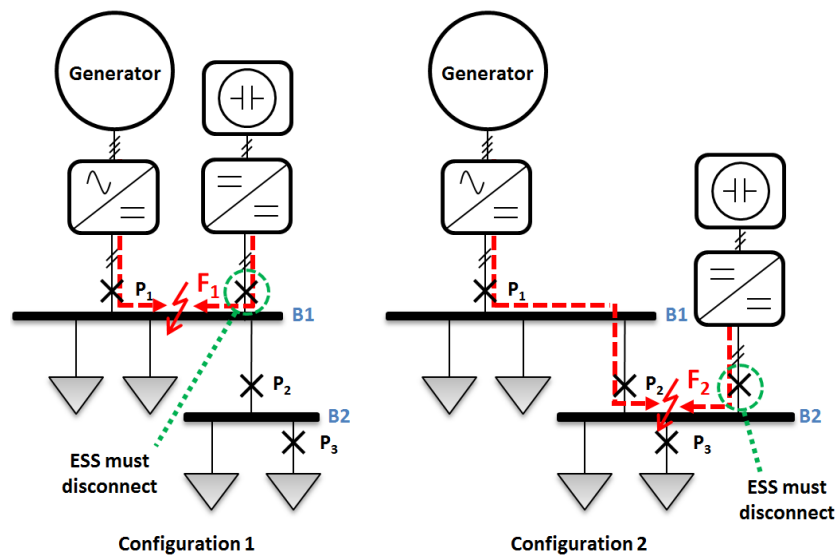 Generator
P1
F1
B1
P2
B2
P3
ESS must
disconnect
Configuration 1
Generator
P1
B1
P2
F2
B2
P3
ESS must
disconnect
Configuration 2